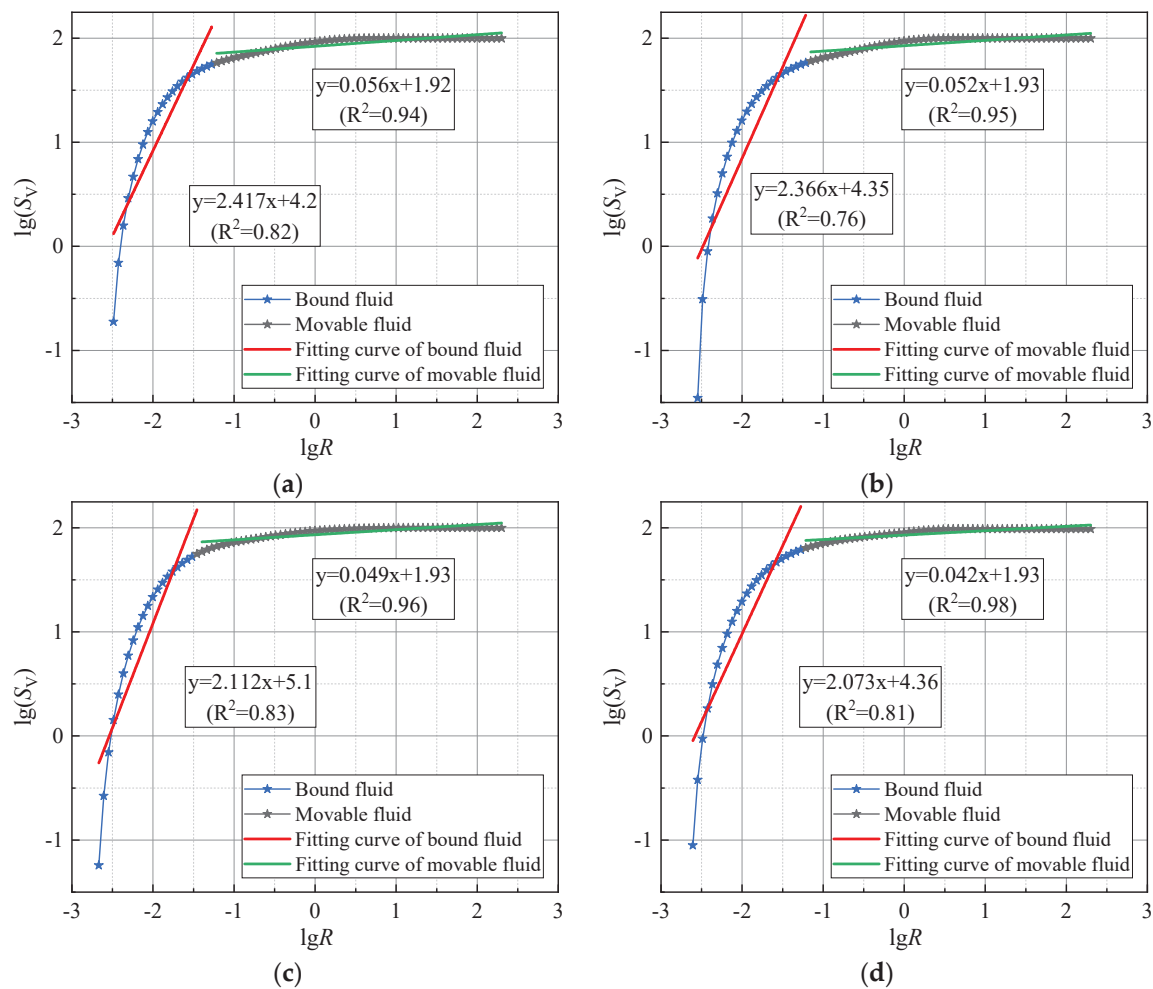 2
1
0
-1
-3
-2
-1
0
1
2
3
lg(S_V)
lgR
y=0.056x+1.92
(R²=0.94)
y=2.417x+4.2
(R²=0.82)
Bound fluid
Movable fluid
Fitting curve of bound fluid
Fitting curve of movable fluid
(a)
2
1
0
-1
-3
-2
-1
0
1
2
3
lg(S_V)
lgR
y=0.052x+1.93
(R²=0.95)
y=2.366x+4.35
(R²=0.76)
Bound fluid
Movable fluid
Fitting curve of movable fluid
Fitting curve of movable fluid
(b)
2
1
0
-1
-3
-2
-1
0
1
2
3
lg(S_V)
lgR
y=0.049x+1.93
(R²=0.96)
y=2.112x+5.1
(R²=0.83)
Bound fluid
Movable fluid
Fitting curve of bound fluid
Fitting curve of movable fluid
(c)
2
1
0
-1
-3
-2
-1
0
1
2
3
lg(S_V)
lgR
y=0.042x+1.93
(R²=0.98)
y=2.073x+4.36
(R²=0.81)
Bound fluid
Movable fluid
Fitting curve of bound fluid
Fitting curve of movable fluid
(d)